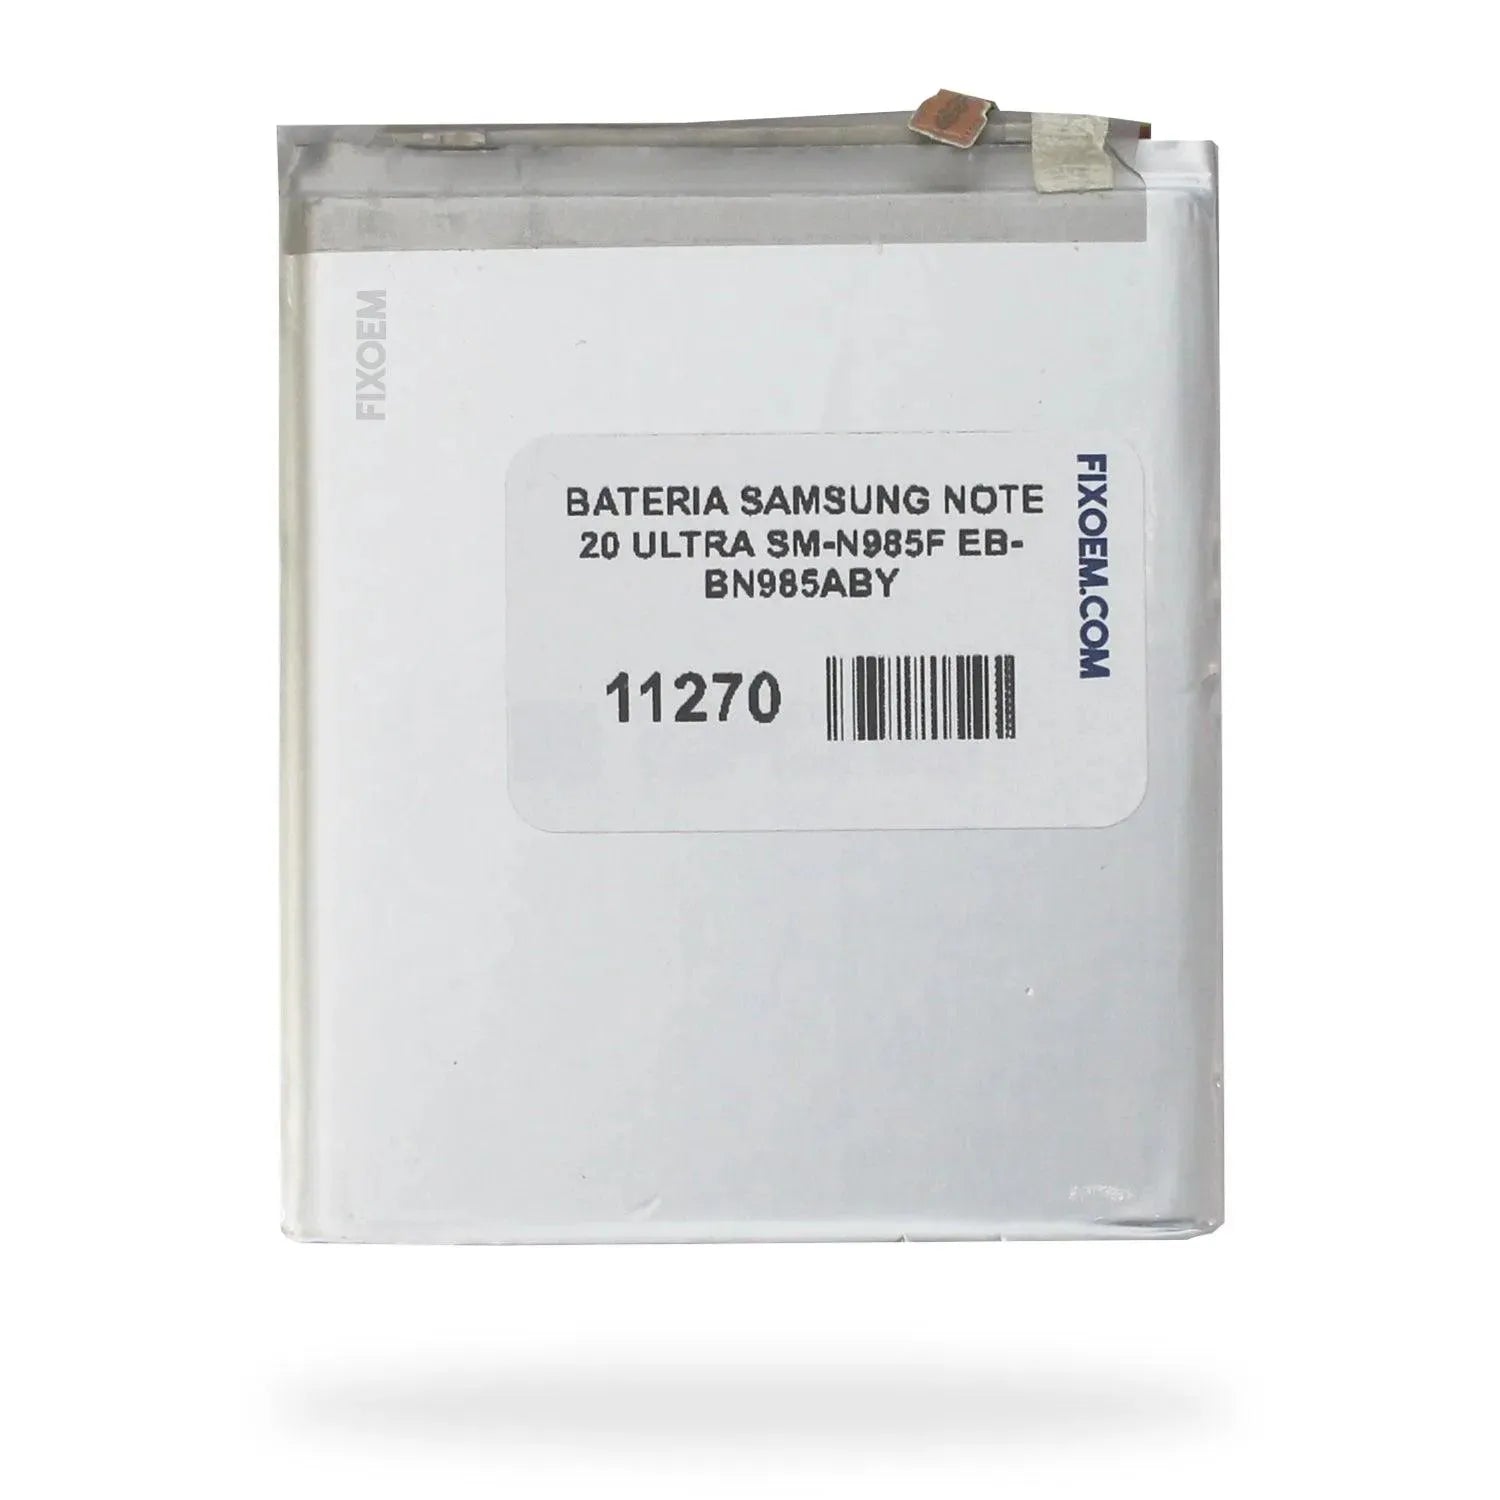 FIXOEM
BATERIA SAMSUNG NOTE
20 ULTRA SM-N985F EB-
BN985ABY
11270
FIXOEM.COM